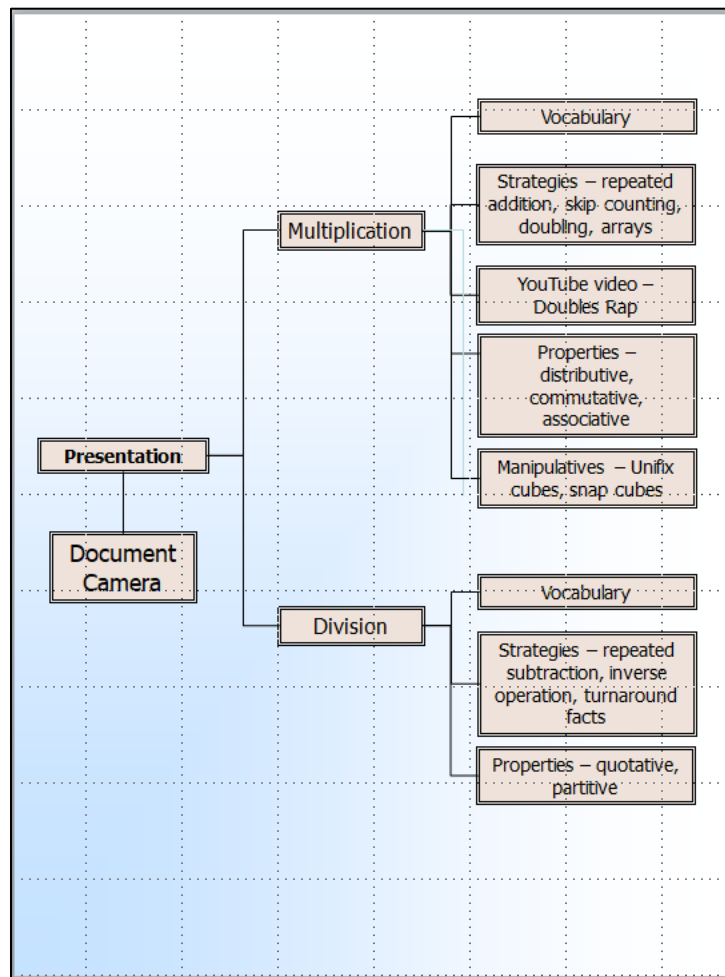 Presentation
Document
Camera
Multiplication
Vocabulary
Strategies – repeated
addition, skip counting,
doubling, arrays
YouTube video –
Doubles Rap
Properties –
distributive,
commutative,
associative
Manipulatives – Unifix
cubes, snap cubes
Division
Vocabulary
Strategies – repeated
subtraction, inverse
operation, turnaround
facts
Properties – quotative,
partitive